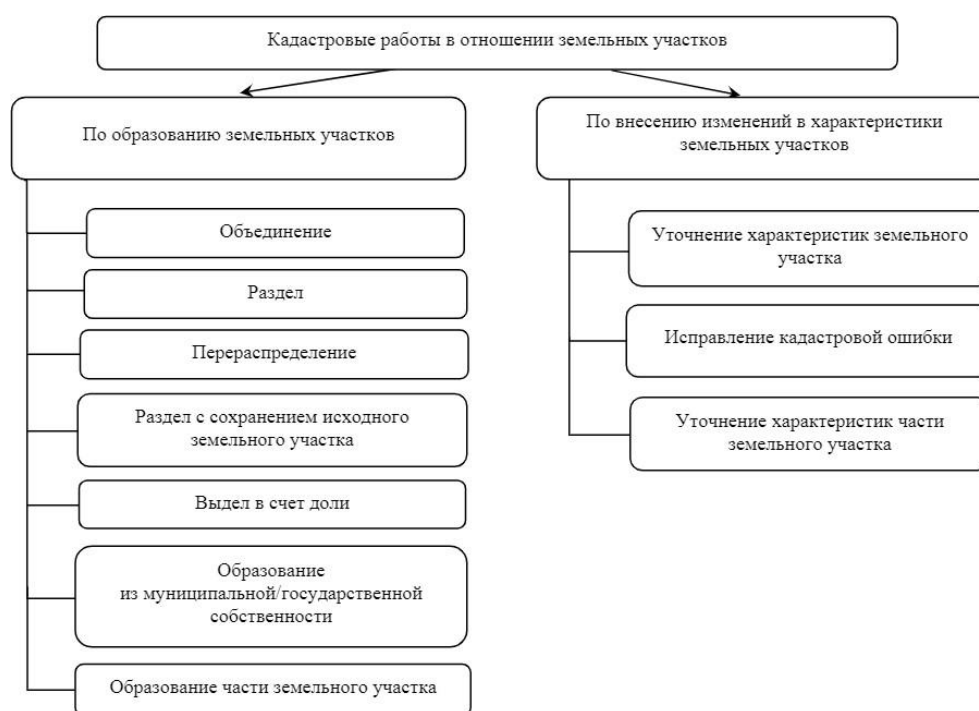 Кадастровые работы в отношении земельных участков
По образованию земельных участков
Объединение
Раздел
Перераспределение
Раздел с сохранением исходного
земельного участка
Выдел в счет доли
Образование
из муниципальной/государственной
собственности
Образование части земельного участка
По внесению изменений в характеристики
земельных участков
Уточнение характеристик земельного
участка
Исправление кадастровой ошибки
Уточнение характеристик части
земельного участка